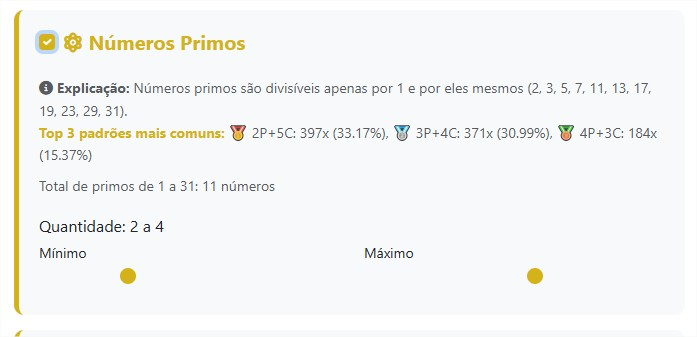 Números Primos
Explicação: Números primos são divisíveis apenas por 1 e por eles mesmos (2, 3, 5, 7, 11, 13, 17,
19, 23, 29, 31).
Top 3 padrões mais comuns: 🥇 2P+5C: 397x (33.17%), 🥈 3P+4C: 371x (30.99%), 🥉 4P+3C: 184x
(15.37%)
Total de primos de 1 a 31: 11 números
Quantidade: 2 a 4
Mínimo Máximo